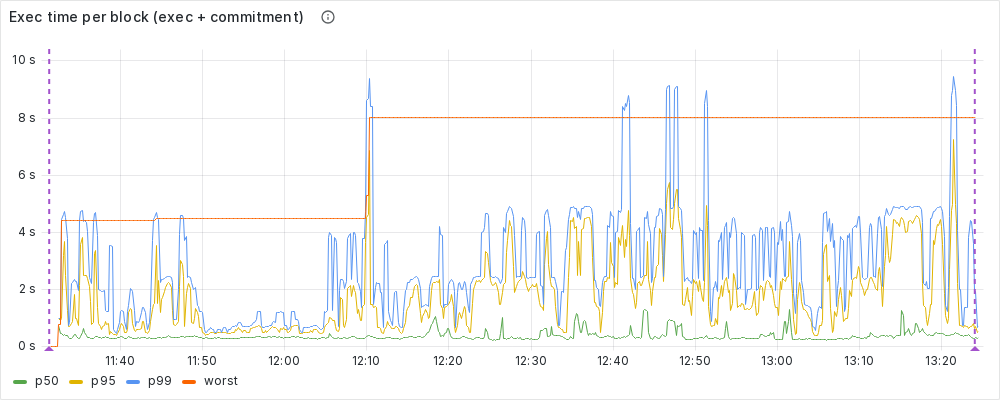 Exec time per block (exec + commitment)
10 s
8 s
6 s
4 s
2 s
0 s
11:40 11:50 12:00 12:10 12:20 12:30 12:40 12:50 13:00 13:10 13:20
p50 p95 p99 worst